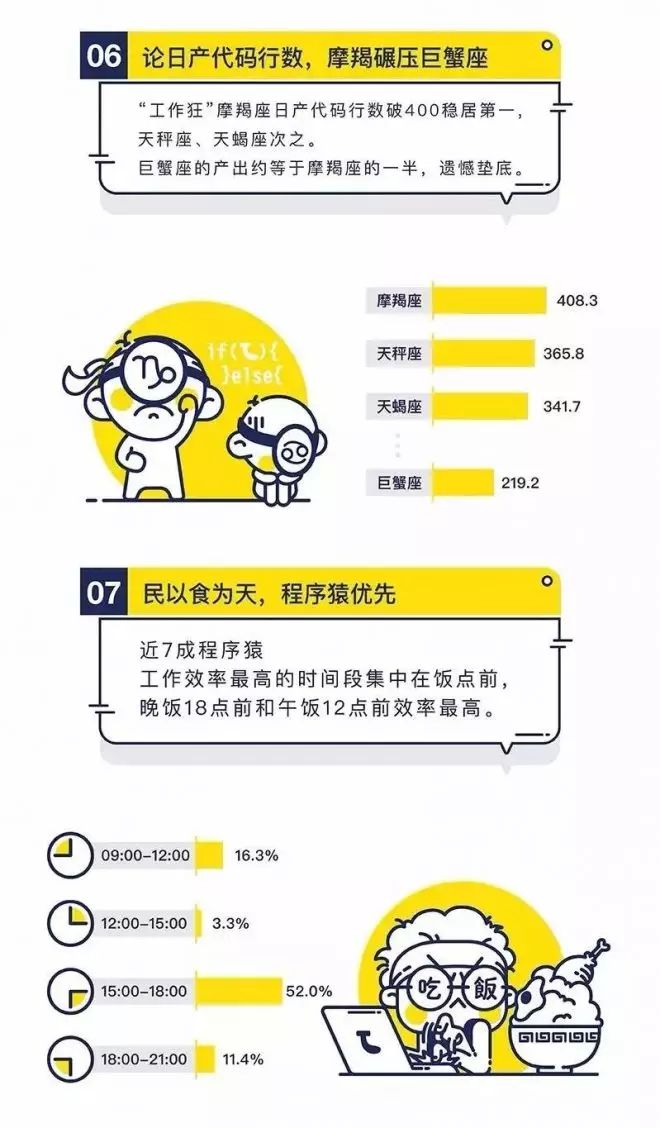 06 论日产代码行数，摩羯碾压巨蟹座
“工作狂”摩羯座日产代码行数破400稳居第一，
天秤座、天蝎座次之。
巨蟹座的产出约等于摩羯座的一半，遗憾垫底。
if(乚){
}else{
摩羯座 408.3
天秤座 365.8
天蝎座 341.7
巨蟹座 219.2
07 民以食为天，程序猿优先
近7成程序猿
工作效率最高的时间段集中在饭点前，
晚饭18点前和午饭12点前效率最高。
09:00–12:00 16.3%
12:00–15:00 3.3%
15:00–18:00 52.0%
18:00–21:00 11.4%
吃飯